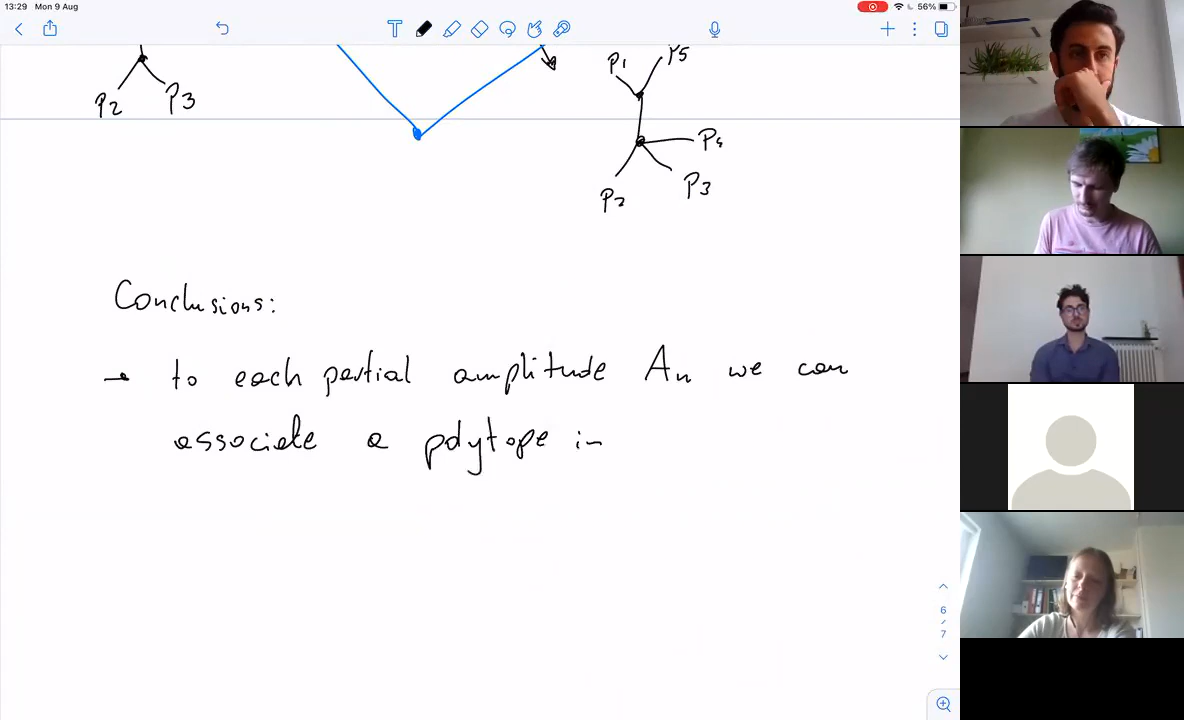 13:29 Mon 9 Aug
56%
P1 P5
P2 P3
P4
P2 P3
Conclusions:
→ to each partial amplitude An we can
associate a polytope in
6
/
7